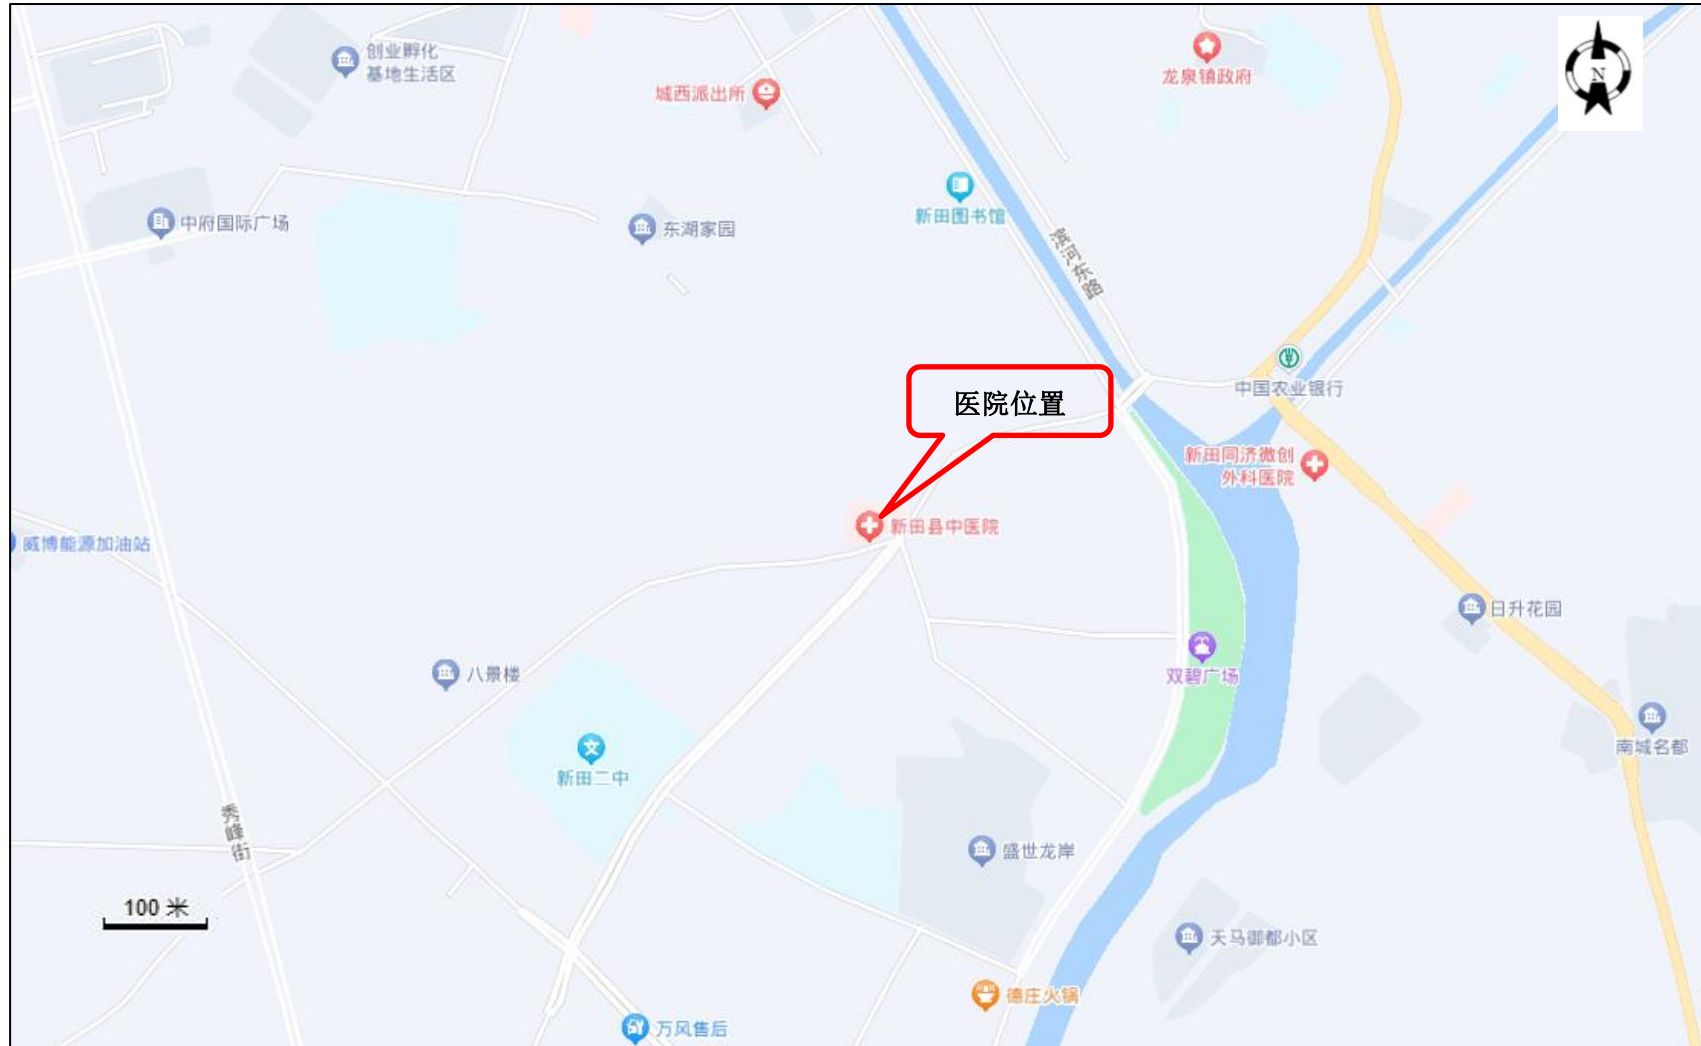 创业孵化
基地生活区
城西派出所
龙泉镇政府
N
中府国际广场
东湖家园
新田图书馆
滨河东路
中国农业银行
医院位置
新田同济微创
外科医院
新田县中医院
威博能源加油站
日升花园
八景楼
双碧广场
南城名都
文
新田二中
秀峰街
盛世龙岸
100 米
天马御都小区
德庄火锅
万风售后